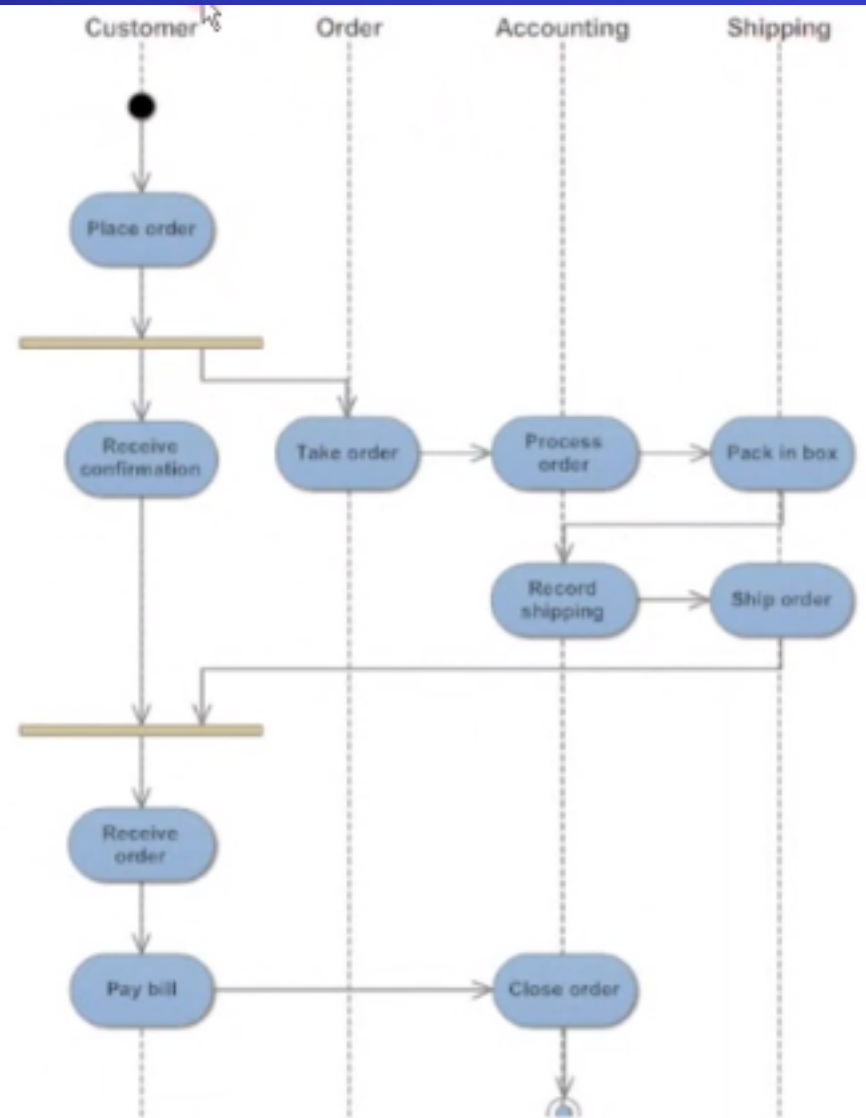 Customer
Order
Accounting
Shipping
Place order
Receive
confirmation
Take order
Process
order
Pack in box
Record
shipping
Ship order
Receive
order
Pay bill
Close order